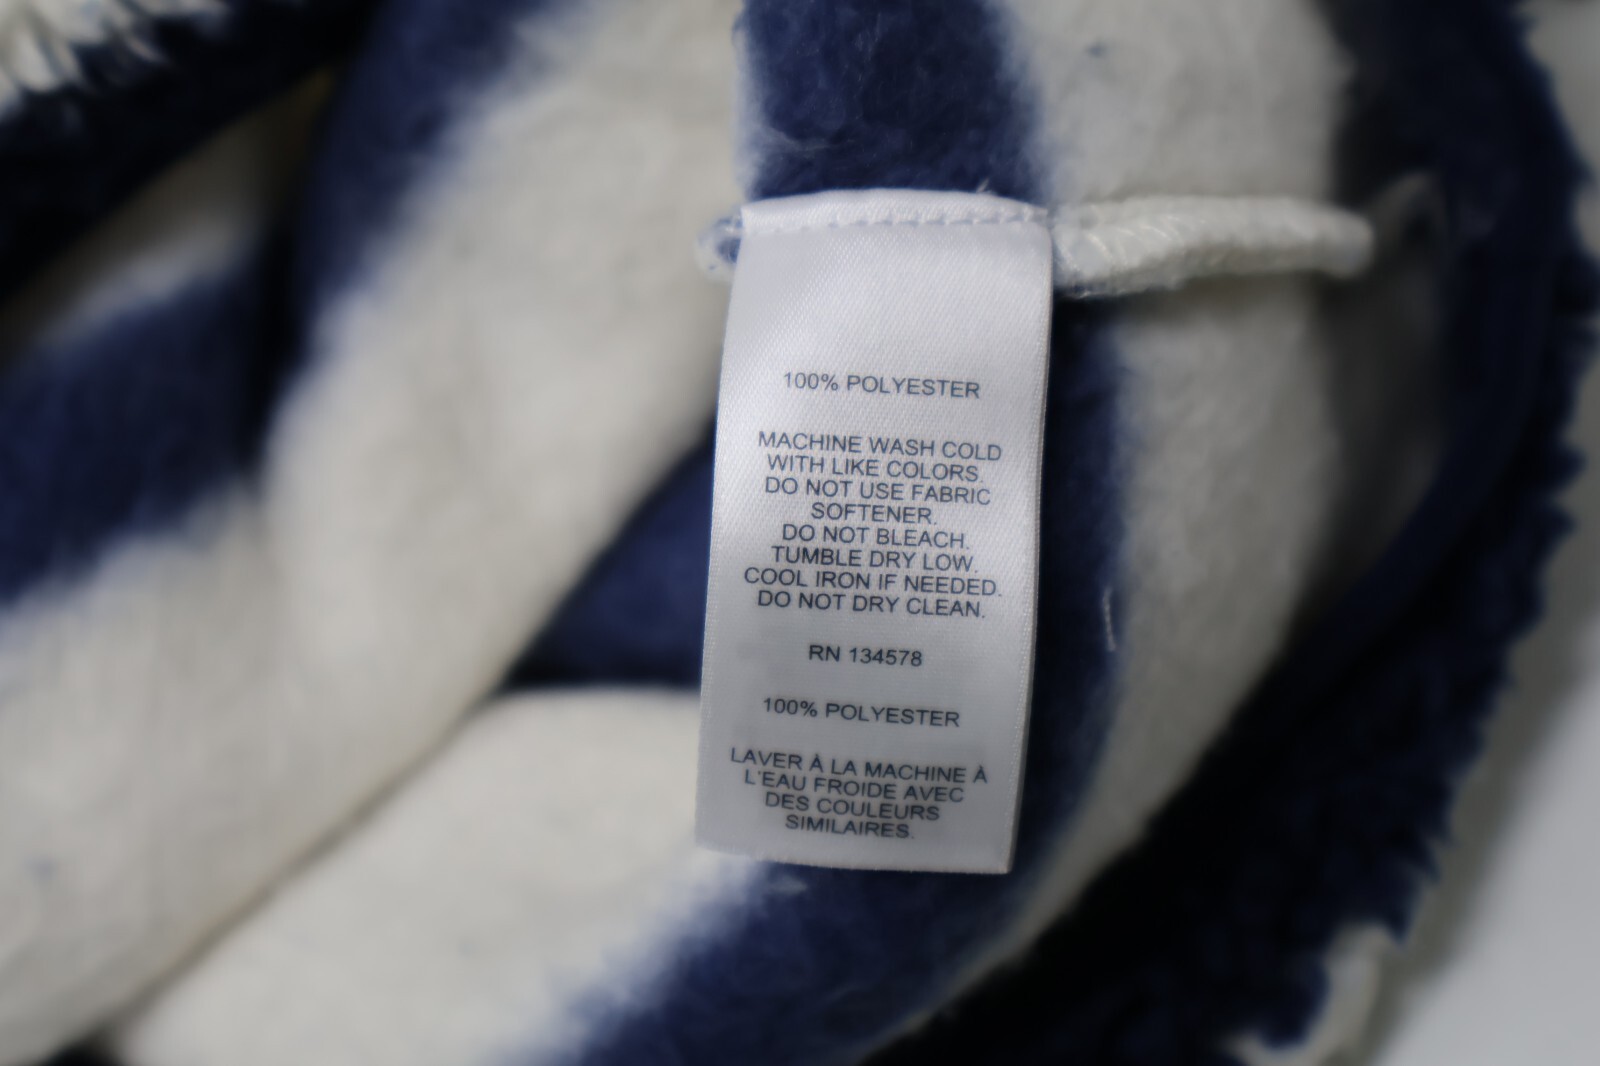 100% POLYESTER
MACHINE WASH COLD
WITH LIKE COLORS.
DO NOT USE FABRIC
SOFTENER.
DO NOT BLEACH.
TUMBLE DRY LOW.
COOL IRON IF NEEDED.
DO NOT DRY CLEAN.
RN 134578
100% POLYESTER
LAVER À LA MACHINE À
L'EAU FROIDE AVEC
DES COULEURS
SIMILAIRES.